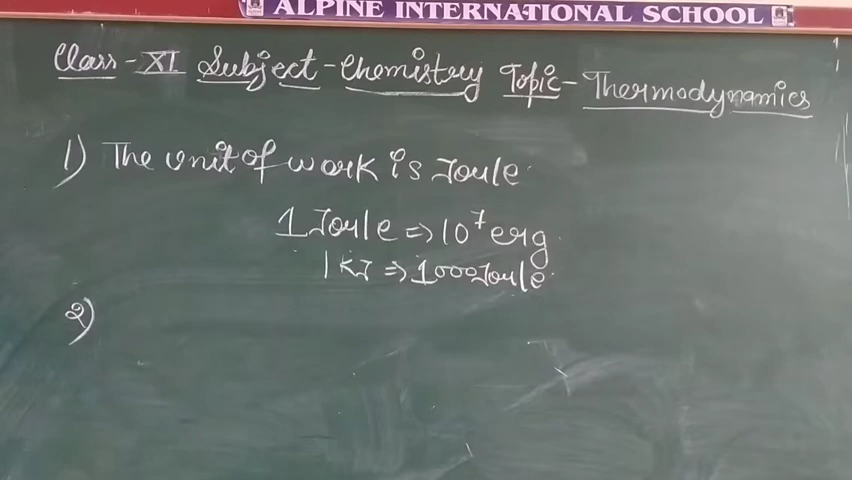 ALPINE INTERNATIONAL SCHOOL
Class - XI Subject - Chemistry Topic - Thermodynamics
1) The unit of work is Joule.
1 Joule => 10⁷ erg.
1 KJ => 1000 Joule.
2)